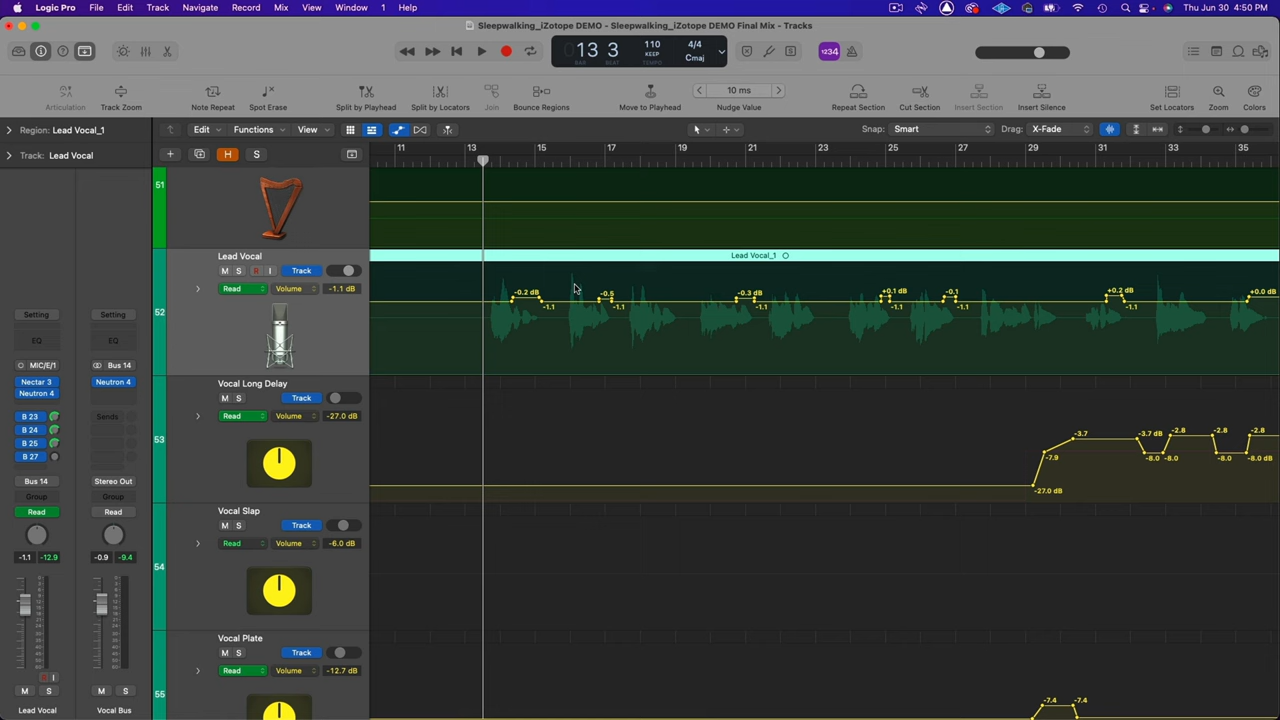 Logic Pro File Edit Track Navigate Record Mix View Window 1 Help Thu Jun 30 4:50 PM
Sleepwalking_iZotope DEMO - Sleepwalking_iZotope DEMO Final Mix - Tracks
13 3 110 4/4
BAR BEAT KEEP TEMPO Cmaj
1234
10 ms
Articulation Track Zoom Note Repeat Spot Erase Split by Playhead Split by Locators Join Bounce Regions Move to Playhead Nudge Value Repeat Section Cut Section Insert Section Insert Silence Set Locators Zoom Colors
Region: Lead Vocal_1 Edit Functions View Snap: Smart Drag: X-Fade
Track: Lead Vocal H S 11 13 15 17 19 21 23 25 27 29 31 33 35
51
Lead Vocal Lead Vocal_1
M S R I Track
Read Volume -1.1 dB
-0.2 dB -0.5 -0.3 dB +0.1 dB -0.1 +0.2 dB +0.0 dB
-1.1 -1.1 -1.1 -1.1 -1.1 -1.1
52
Setting Setting
EQ EQ
MIC/E/1 Bus 14
Nectar 3 Neutron 4
Neutron 4
B 23 Sends
B 24
B 25
B 27
Bus 14 Stereo Out
Group Group
Read Read
-1.1 -12.9 -0.9 -9.4
R I
M S M S
Lead Vocal Vocal Bus
Vocal Long Delay
M S Track
Read Volume -27.0 dB
53
-3.7 -3.7 dB -2.8 -2.8 -2.8
-7.9 -8.0 -8.0 -8.0 -8.0 dB
-27.0 dB
Vocal Slap
M S Track
Read Volume -6.0 dB
54
Vocal Plate
M S Track
Read Volume -12.7 dB
55
-7.4 -7.4